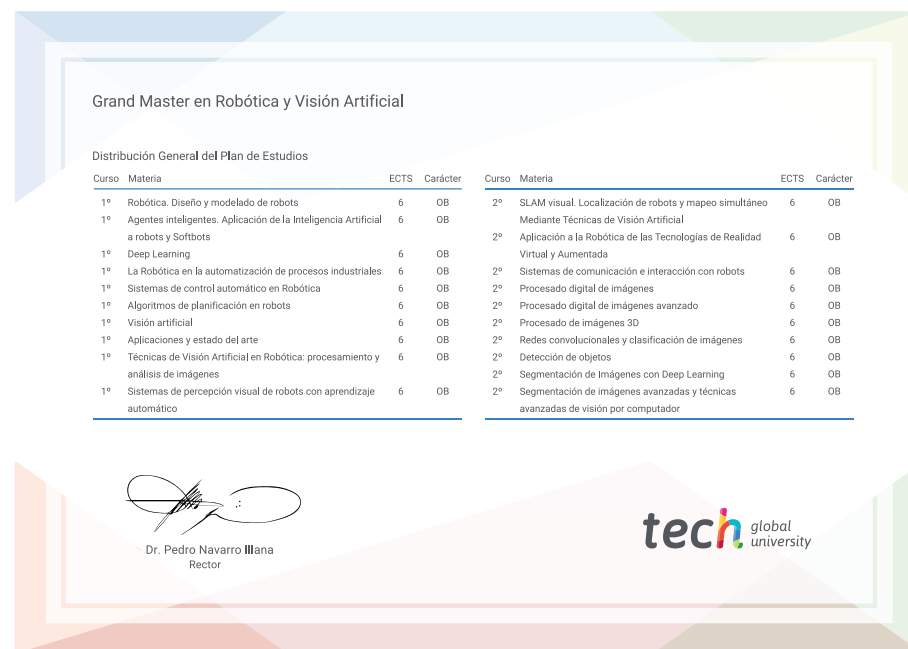 Grand Master en Robótica y Visión Artificial
Distribución General del Plan de Estudios
Curso Materia ECTS Carácter
1º Robótica. Diseño y modelado de robots 6 OB
1º Agentes inteligentes. Aplicación de la Inteligencia Artificial 6 OB
a robots y Softbots
1º Deep Learning 6 OB
1º La Robótica en la automatización de procesos industriales 6 OB
1º Sistemas de control automático en Robótica 6 OB
1º Algoritmos de planificación en robots 6 OB
1º Visión artificial 6 OB
1º Aplicaciones y estado del arte 6 OB
1º Técnicas de Visión Artificial en Robótica: procesamiento y 6 OB
análisis de imágenes
1º Sistemas de percepción visual de robots con aprendizaje 6 OB
automático
Curso Materia ECTS Carácter
2º SLAM visual. Localización de robots y mapeo simultáneo 6 OB
Mediante Técnicas de Visión Artificial
2º Aplicación a la Robótica de las Tecnologías de Realidad 6 OB
Virtual y Aumentada
2º Sistemas de comunicación e interacción con robots 6 OB
2º Procesado digital de imágenes 6 OB
2º Procesado digital de imágenes avanzado 6 OB
2º Procesado de imágenes 3D 6 OB
2º Redes convolucionales y clasificación de imágenes 6 OB
2º Detección de objetos 6 OB
2º Segmentación de Imágenes con Deep Learning 6 OB
2º Segmentación de imágenes avanzadas y técnicas 6 OB
avanzadas de visión por computador
Dr. Pedro Navarro Illana
Rector
tech global
university